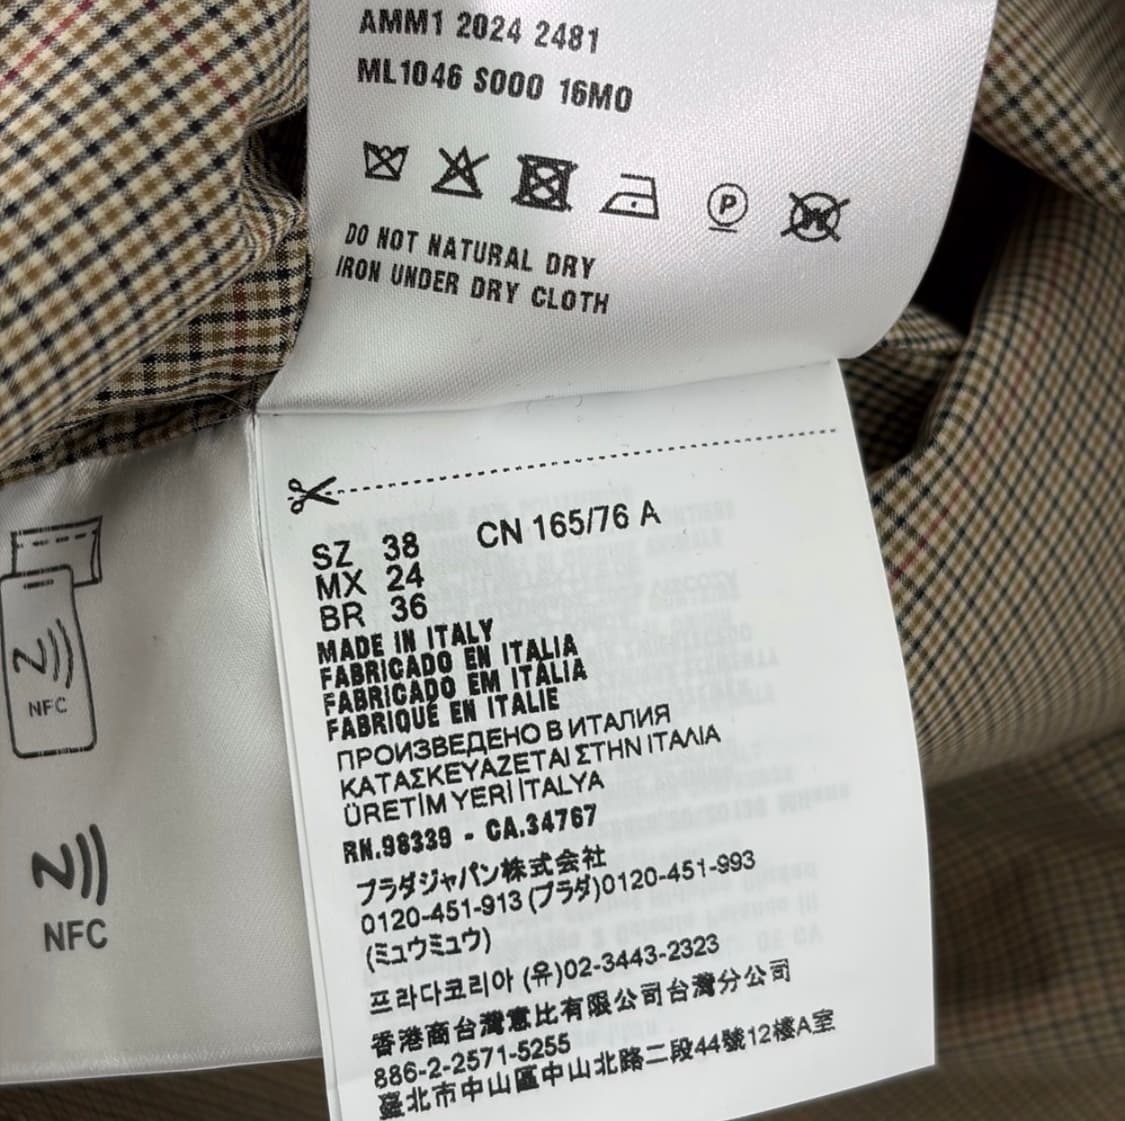 AMM1 2024 2481
ML1046 S000 16MO
P
W
DO NOT NATURAL DRY
IRON UNDER DRY CLOTH
SZ 38 CN 165/76 A
MX 24
BR 36
MADE IN ITALY
FABRICADO EN ITALIA
FABRICADO EM ITÁLIA
FABRIQUÉ EN ITALIE
ПРОИЗВЕДЕНО В ИТАЛИЯ
ΚΑΤΑΣΚΕΥΑΖΕΤΑΙ ΣΤΗΝ ΙΤΑΛΙΑ
ÜRETİM YERİ İTALYA
RN.98339 - CA.34767
プラダジャパン株式会社
0120-451-913 (プラダ)0120-451-993
(ミュウミュウ)
프라다코리아 (유)02-3443-2323
香港商台灣惠比有限公司台灣分公司
886-2-2571-5255
臺北市中山區中山北路二段44號12樓A室
NFC
NFC